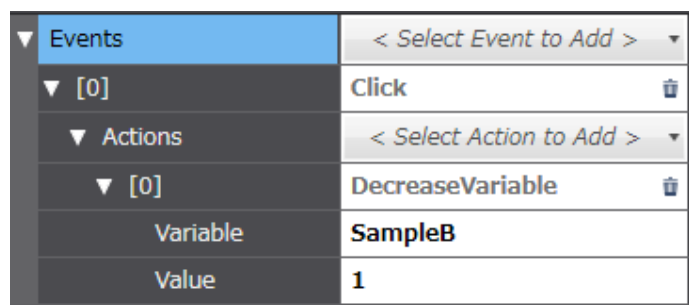 Events < Select Event to Add >
[0] Click
Actions < Select Action to Add >
[0] DecreaseVariable
Variable SampleB
Value 1